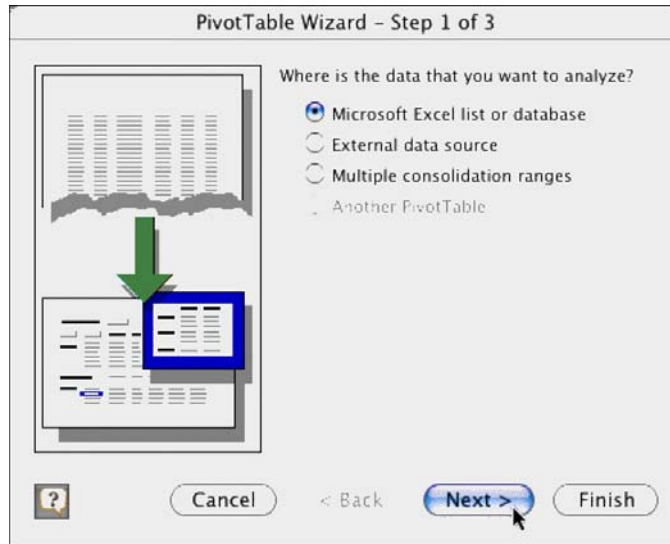 PivotTable Wizard – Step 1 of 3
Where is the data that you want to analyze?
Microsoft Excel list or database
External data source
Multiple consolidation ranges
Another PivotTable
?
Cancel
< Back
Next >
Finish